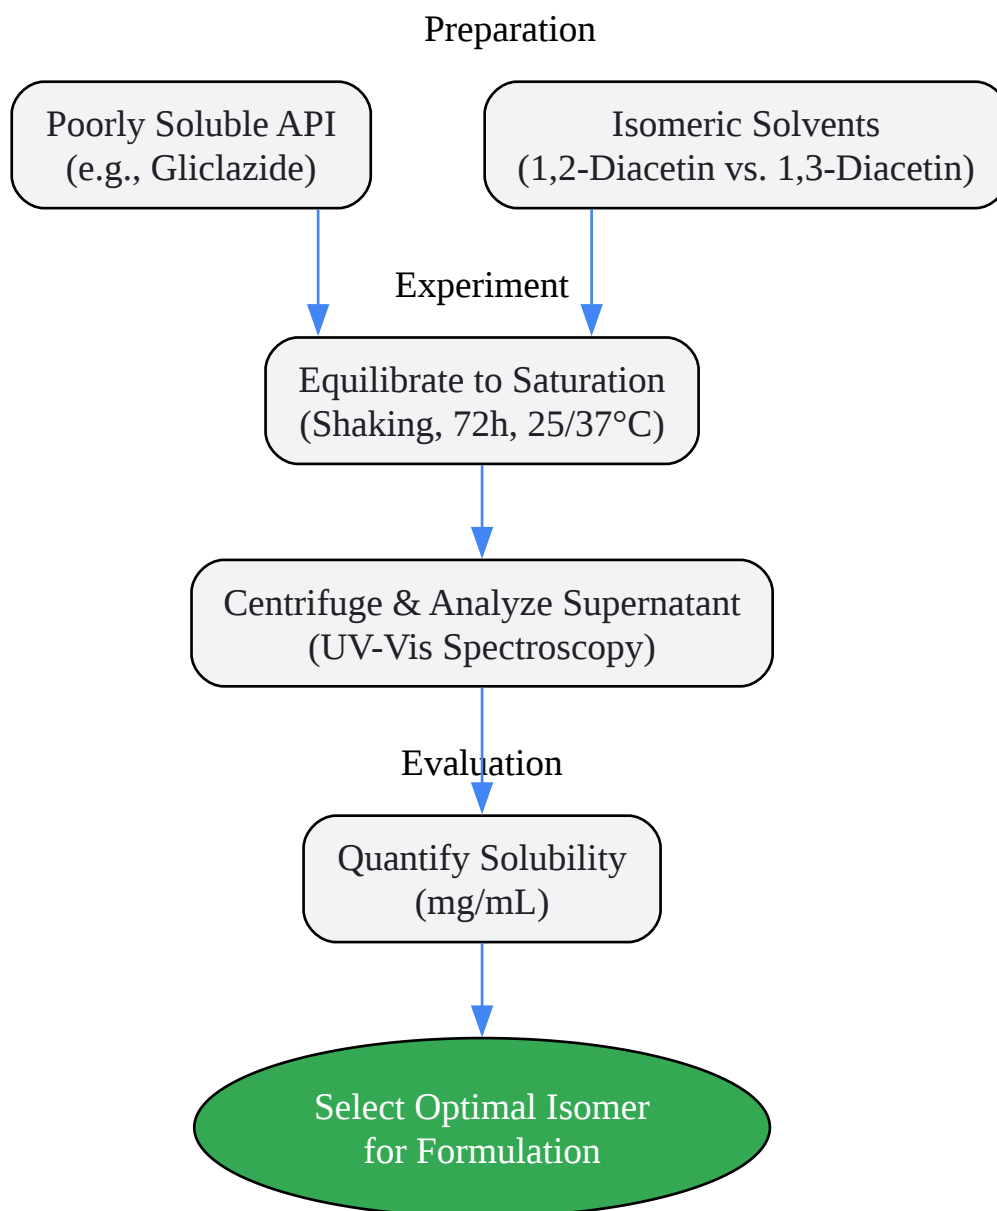 Preparation
Poorly Soluble API
(e.g., Gliclazide)
Isomeric Solvents
(1,2-Diacetin vs. 1,3-Diacetin)
Experiment
Equilibrate to Saturation
(Shaking, 72h, 25/37°C)
Centrifuge & Analyze Supernatant
(UV-Vis Spectroscopy)
Evaluation
Quantify Solubility
(mg/mL)
Select Optimal Isomer
for Formulation